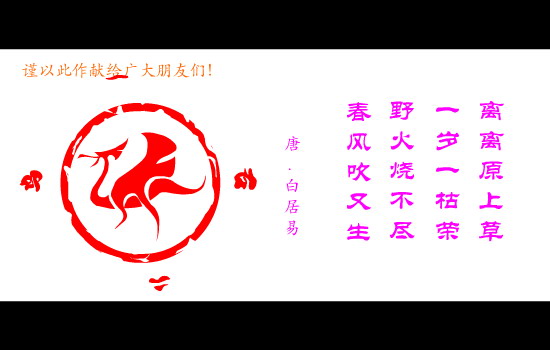 谨以此作献给广大朋友们!
离离原上草
一岁一枯荣
野火烧不尽
春风吹又生
唐.白居易